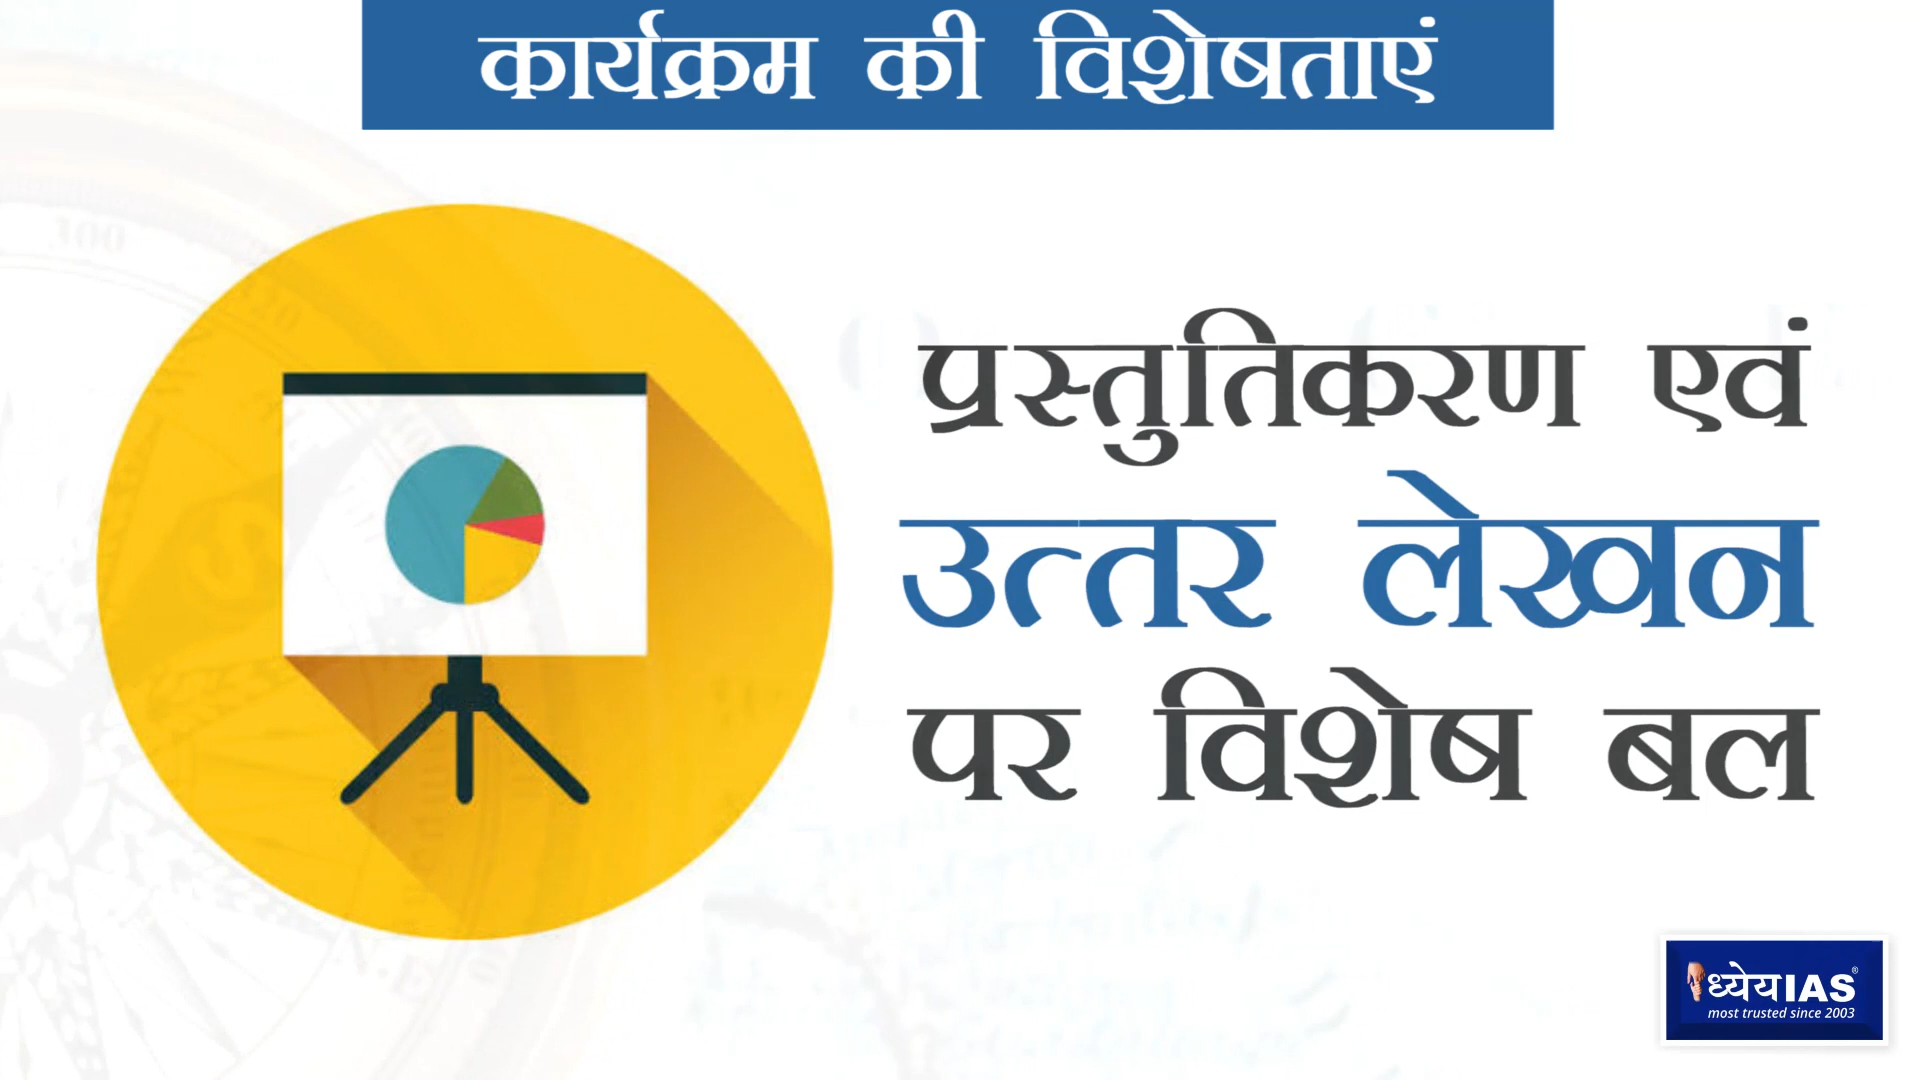 कार्यक्रम की विशेषताएं
प्रस्तुतिकरण एवं
उत्तर लेखन
पर विशेष बल
ध्येयIAS®
most trusted since 2003